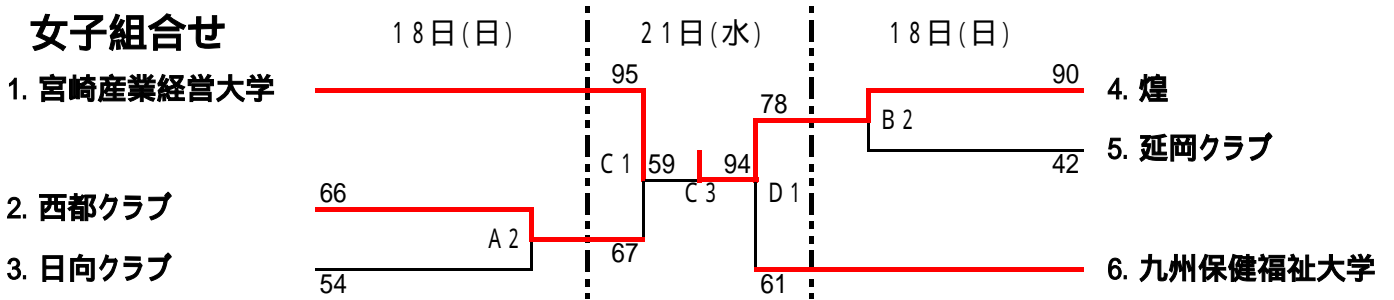 女子組合せ
18日(日)
21日(水)
18日(日)
1. 宮崎産業経営大学
95
90
4. 煌
78
B2
5. 延岡クラブ
42
C1
59
94
C3
D1
2. 西都クラブ
66
A2
67
3. 日向クラブ
54
61
6. 九州保健福祉大学